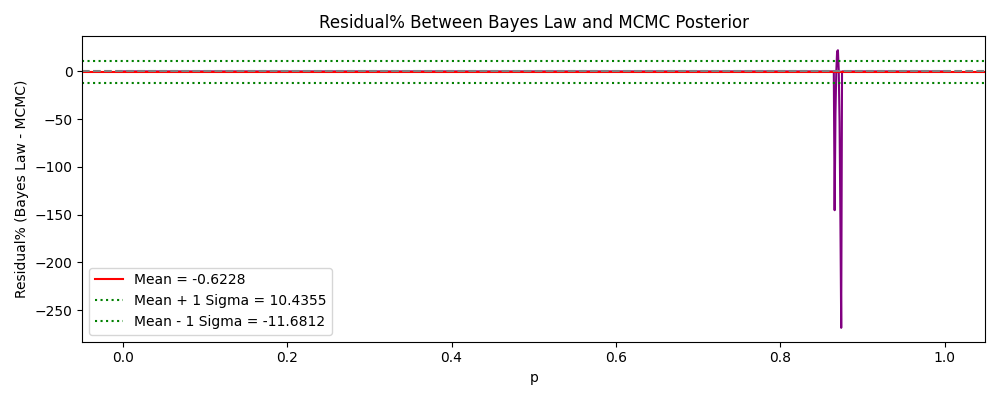 Residual% Between Bayes Law and MCMC Posterior
Residual% (Bayes Law - MCMC)
0
−50
−100
−150
−200
−250
Mean = -0.6228
Mean + 1 Sigma = 10.4355
Mean - 1 Sigma = -11.6812
0.0 0.2 0.4 0.6 0.8 1.0
p